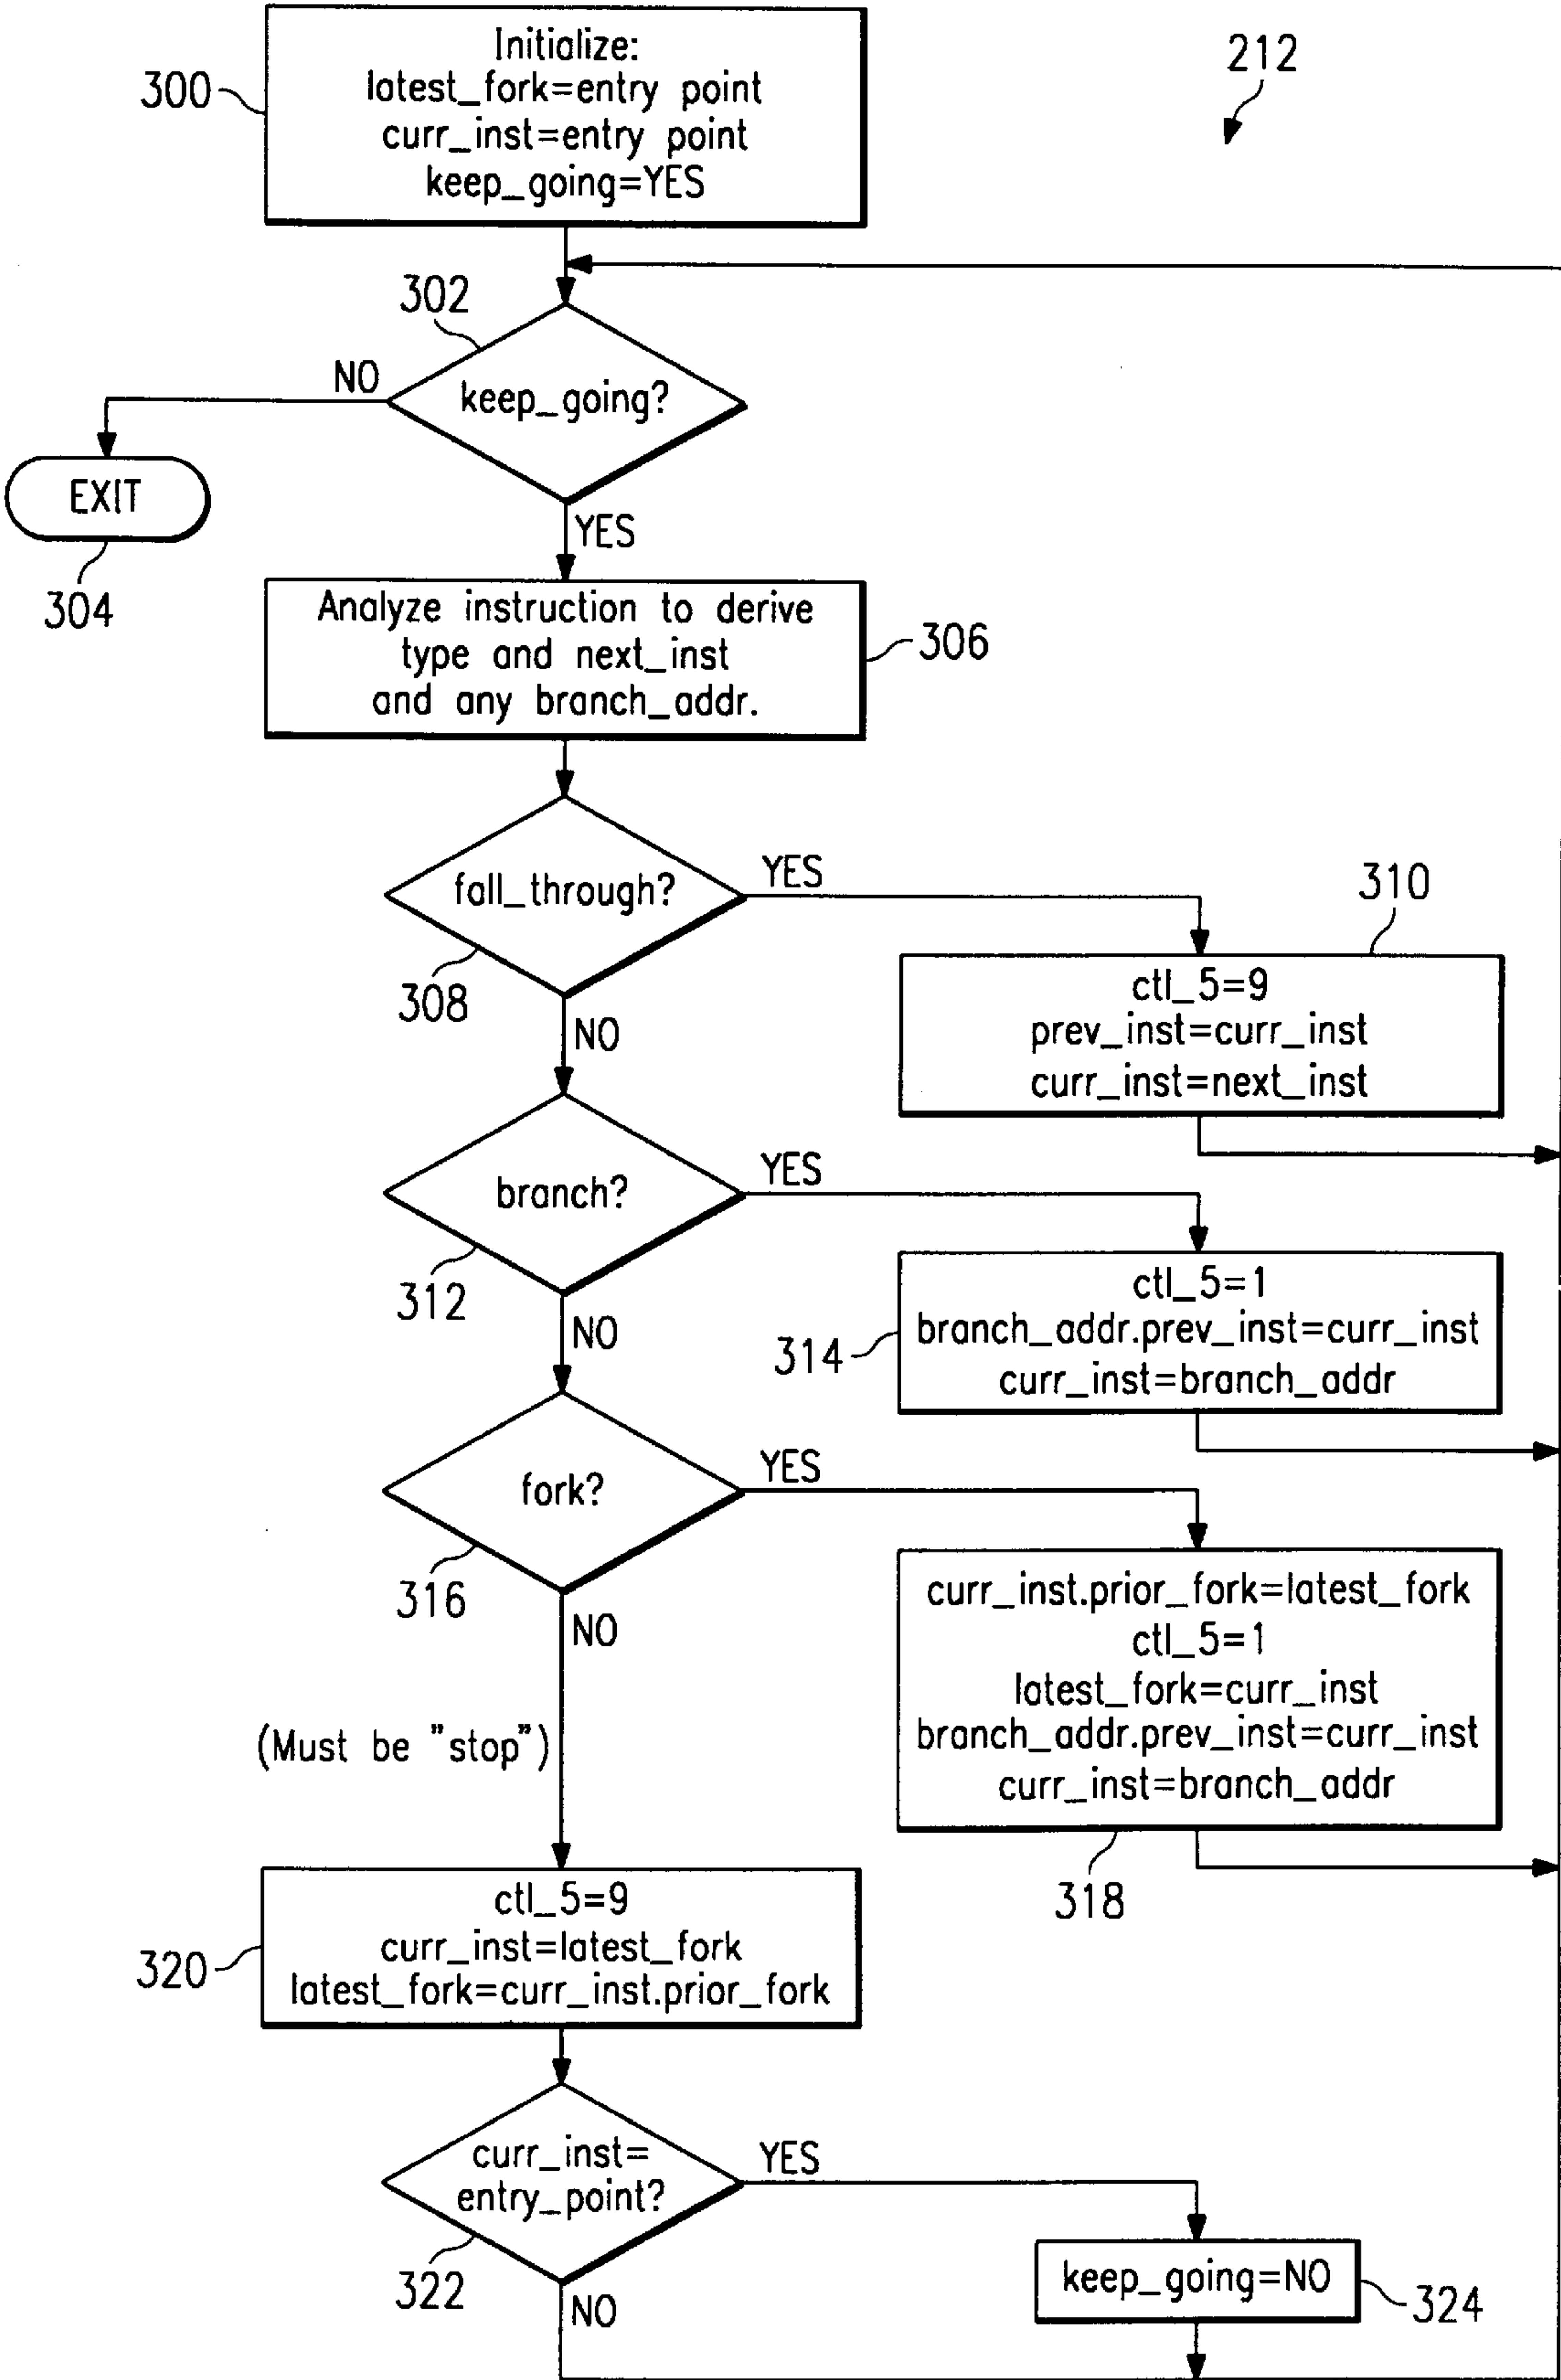 Initialize:
latest_fork=entry point
curr_inst=entry point
keep_going=YES
300
212
302
keep_going?
NO
EXIT
304
YES
Analyze instruction to derive
type and next_inst
and any branch_addr.
306
fall_through?
308
YES
NO
310
ctl_5=9
prev_inst=curr_inst
curr_inst=next_inst
branch?
312
YES
NO
314
ctl_5=1
branch_addr.prev_inst=curr_inst
curr_inst=branch_addr
fork?
316
YES
NO
curr_inst.prior_fork=latest_fork
ctl_5=1
latest_fork=curr_inst
branch_addr.prev_inst=curr_inst
curr_inst=branch_addr
318
(Must be "stop")
320
ctl_5=9
curr_inst=latest_fork
latest_fork=curr_inst.prior_fork
curr_inst=
entry_point?
322
YES
NO
keep_going=NO
324